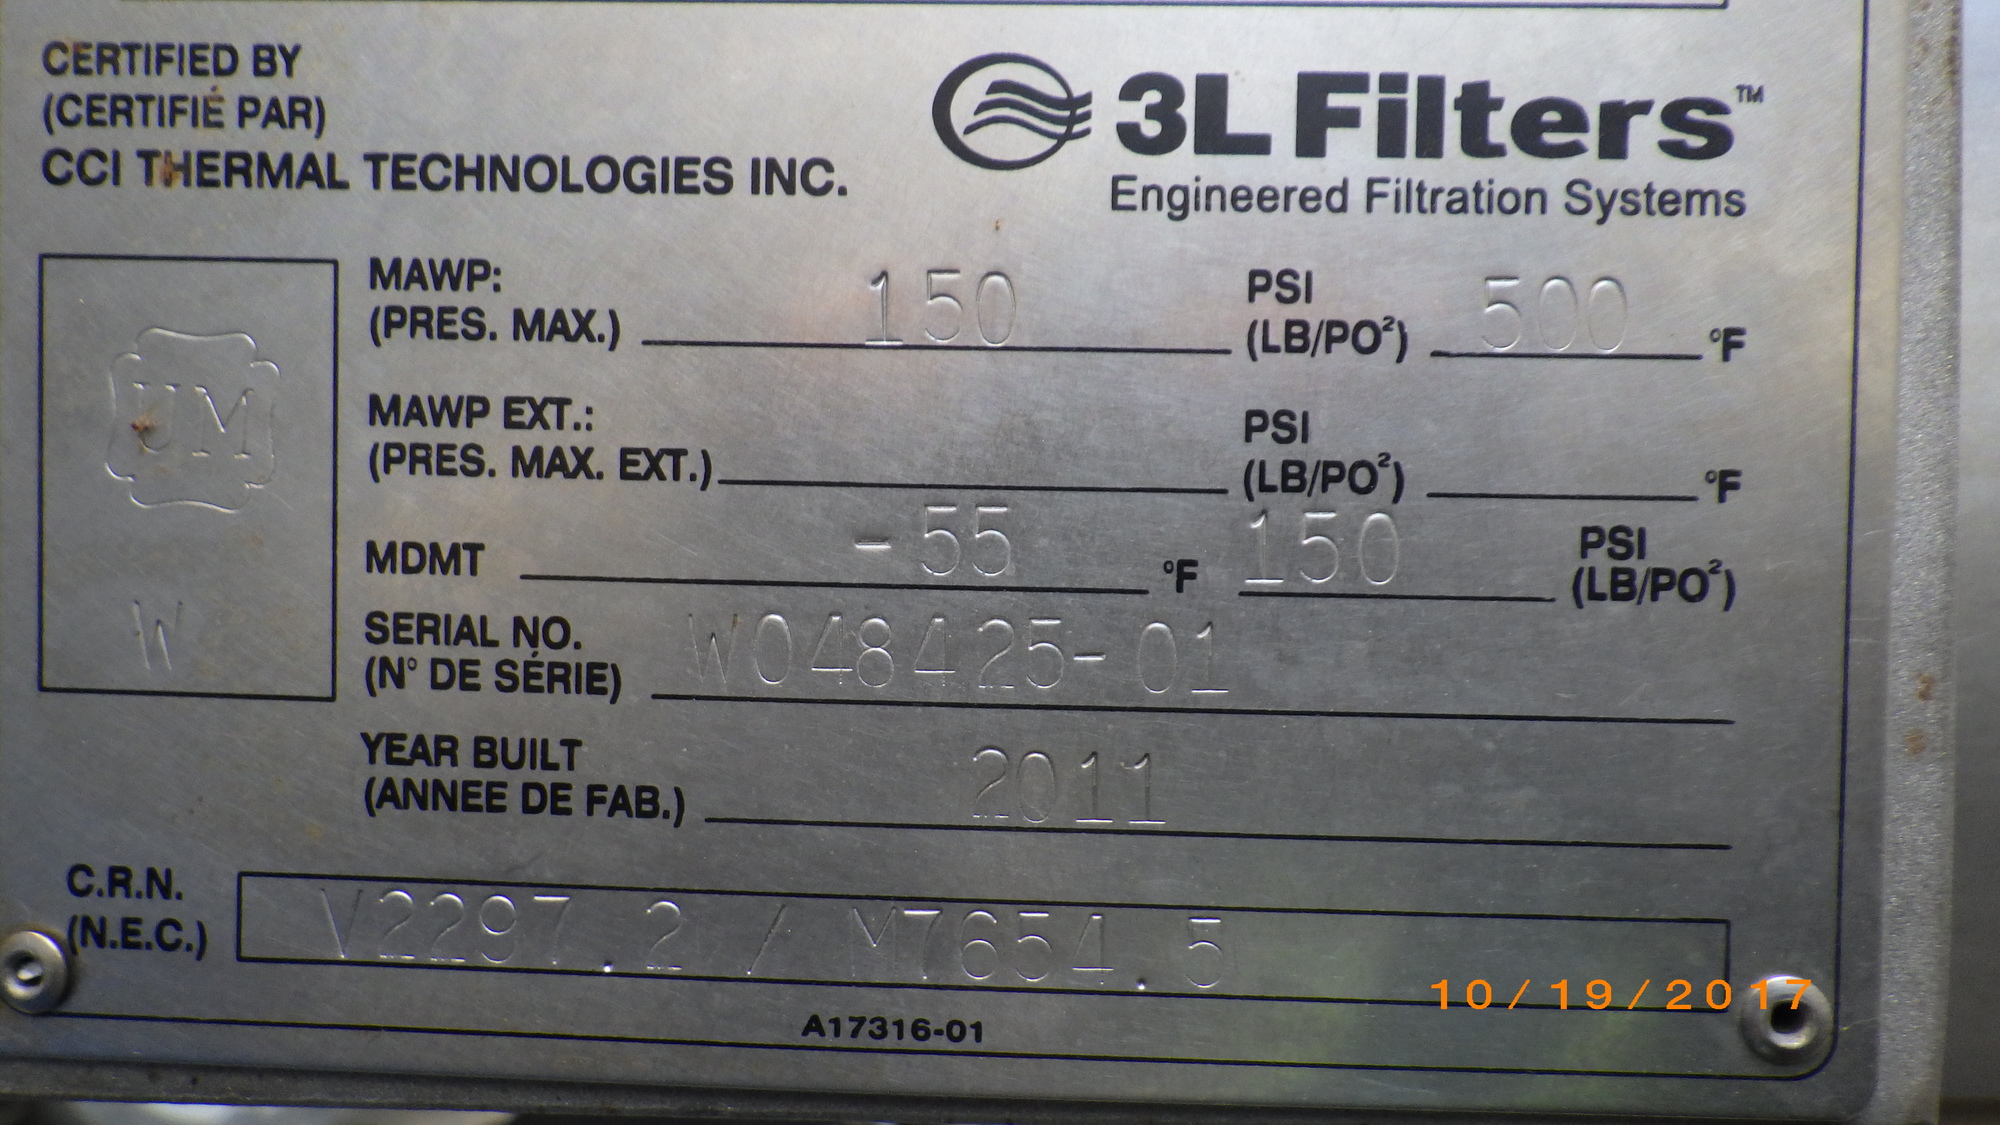 CERTIFIED BY
(CERTIFIÉ PAR)
CCI THERMAL TECHNOLOGIES INC.
3L Filters™
Engineered Filtration Systems
UM
W
MAWP: 150 PSI 500 °F
(PRES. MAX.) (LB/PO²)
MAWP EXT.: PSI
(PRES. MAX. EXT.) (LB/PO²) °F
MDMT -55 °F 150 PSI
(LB/PO²)
SERIAL NO. W048425-01
(N° DE SÉRIE)
YEAR BUILT 2011
(ANNEE DE FAB.)
C.R.N. V2297.2 / M7654.5
(N.E.C.)
10/19/2017
A17316-01